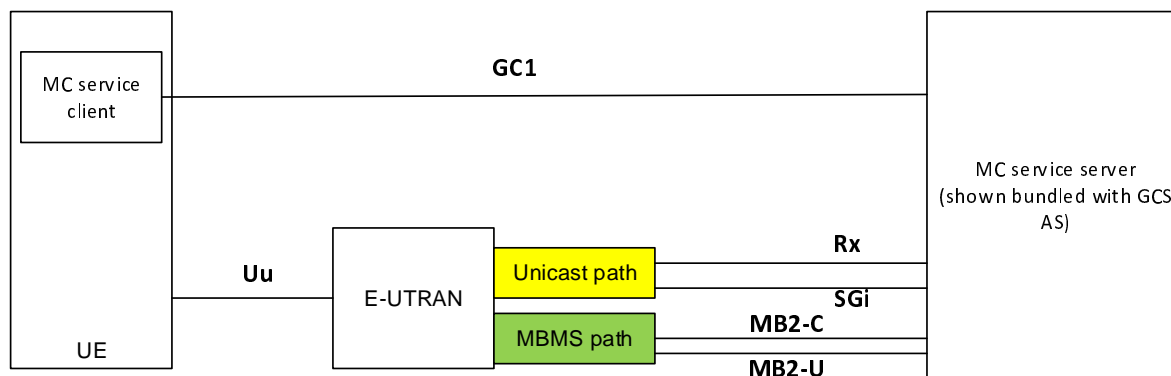 GC1
MC service
client
MC service server
(shown bundled with GCS
AS)
Rx
Uu
Unicast path
E-UTRAN
SGi
MB2-C
MBMS path
UE
MB2-U